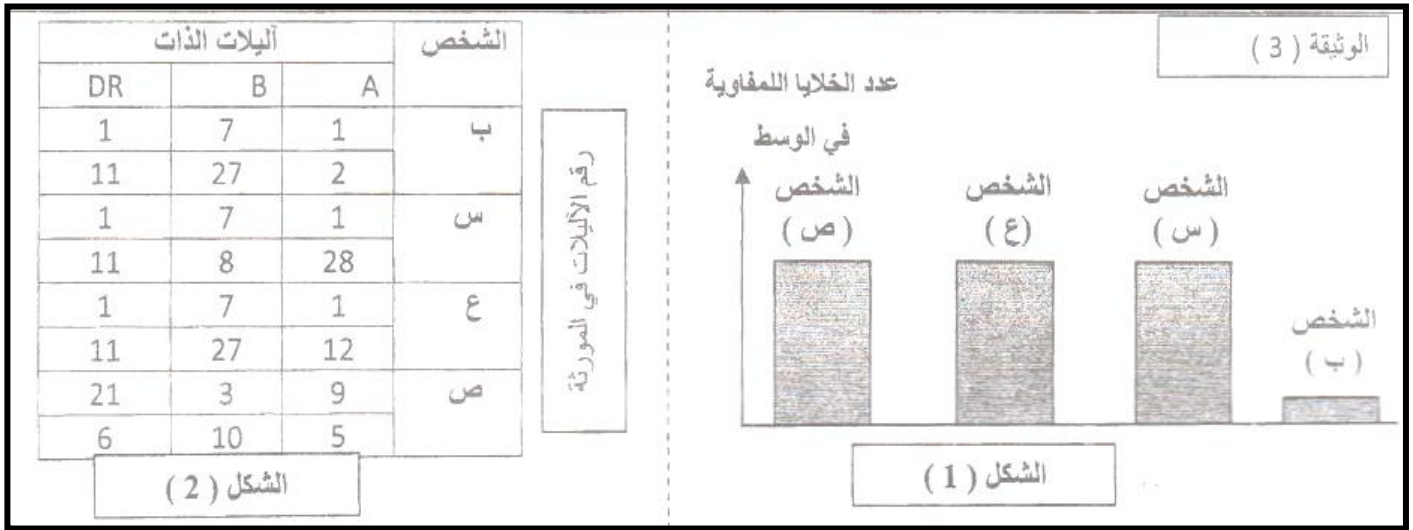 الوثيقة ( 3 )
عدد الخلايا اللمفاوية
في الوسط
الشخص
( س )
الشخص
( ع )
الشخص
( ص )
الشخص
( ب )
الشكل ( 1 )
رقم الآليلات في المورثة
الشخص آليلات الذات
A B DR
ب 1 7 1
2 27 11
س 1 7 1
28 8 11
ع 1 7 1
12 27 11
ص 9 3 21
5 10 6
الشكل ( 2 )